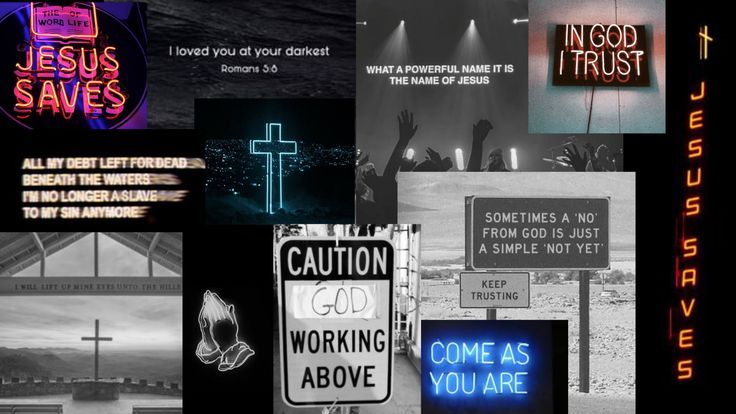 THE OF
WORD LIFE
JESUS
SAVES
I loved you at your darkest
Romans 5:8
WHAT A POWERFUL NAME IT IS
THE NAME OF JESUS
IN GOD
I TRUST
JESUS SAVES
ALL MY DEBT LEFT FOR DEAD
BENEATH THE WATERS
I'M NO LONGER A SLAVE
TO MY SIN ANYMORE
SOMETIMES A 'NO'
FROM GOD IS JUST
A SIMPLE 'NOT YET'
KEEP
TRUSTING
I WILL LIFT UP MINE EYES UNTO THE HILLS
CAUTION
GOD
WORKING
ABOVE
COME AS
YOU ARE